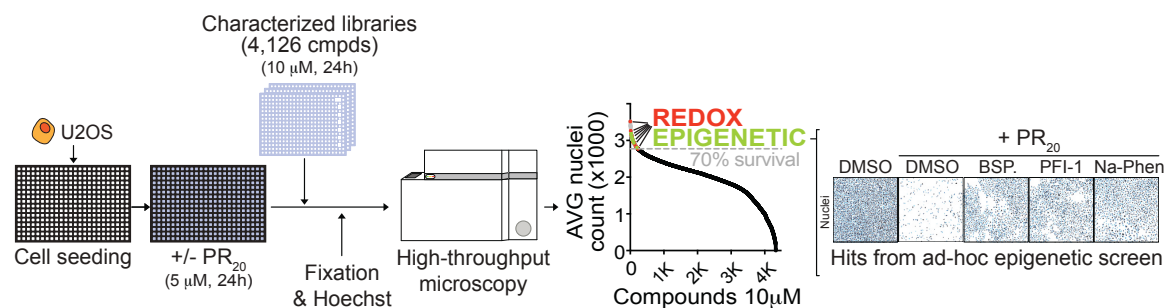 Characterized libraries
(4,126 cmpds)
(10 μM, 24h)
U2OS
Cell seeding
+/- PR20
(5 μM, 24h)
Fixation
& Hoechst
High-throughput
microscopy
AVG nuclei
count (x1000)
3
2
1
0
REDOX
EPIGENETIC
70% survival
0
1K
2K
3K
4K
Compounds 10μM
+ PR20
DMSO
DMSO
BSP.
PFI-1
Na-Phen
Nuclei
Hits from ad-hoc epigenetic screen